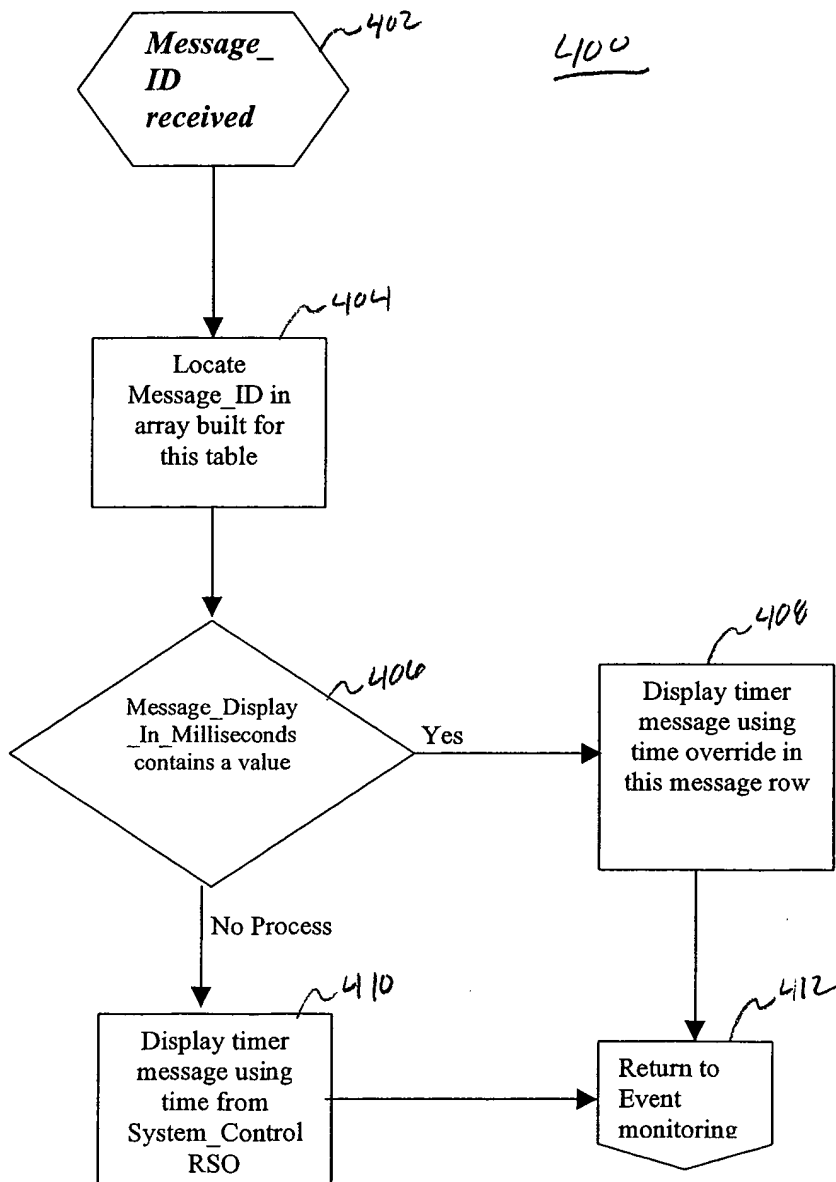 Message_
ID
received
402
400
404
Locate
Message_ID in
array built for
this table
406
Message_Display
_In_Milliseconds
contains a value
Yes
408
Display timer
message using
time override in
this message row
No Process
410
Display timer
message using
time from
System_Control
RSO
412
Return to
Event
monitoring